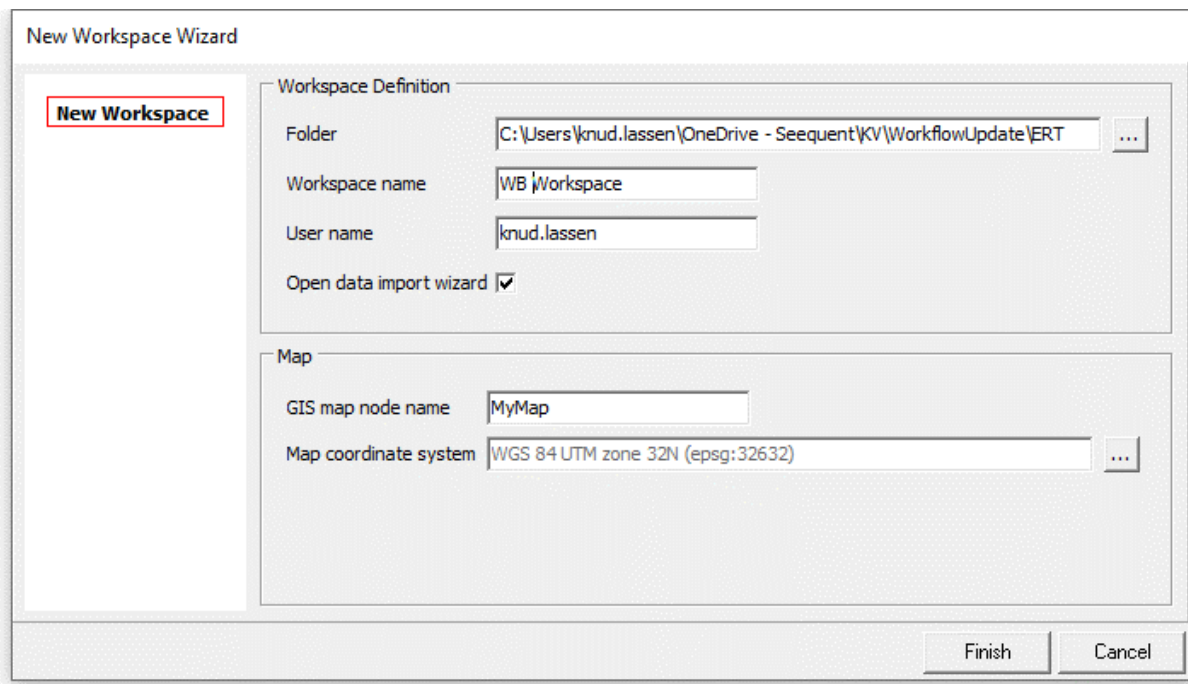 New Workspace Wizard
New Workspace
Workspace Definition
Folder C:\Users\knud.lassen\OneDrive - Seequent\KV\WorkflowUpdate\ERT ...
Workspace name WB Workspace
User name knud.lassen
Open data import wizard
Map
GIS map node name MyMap
Map coordinate system WGS 84 UTM zone 32N (epsg:32632) ...
Finish Cancel